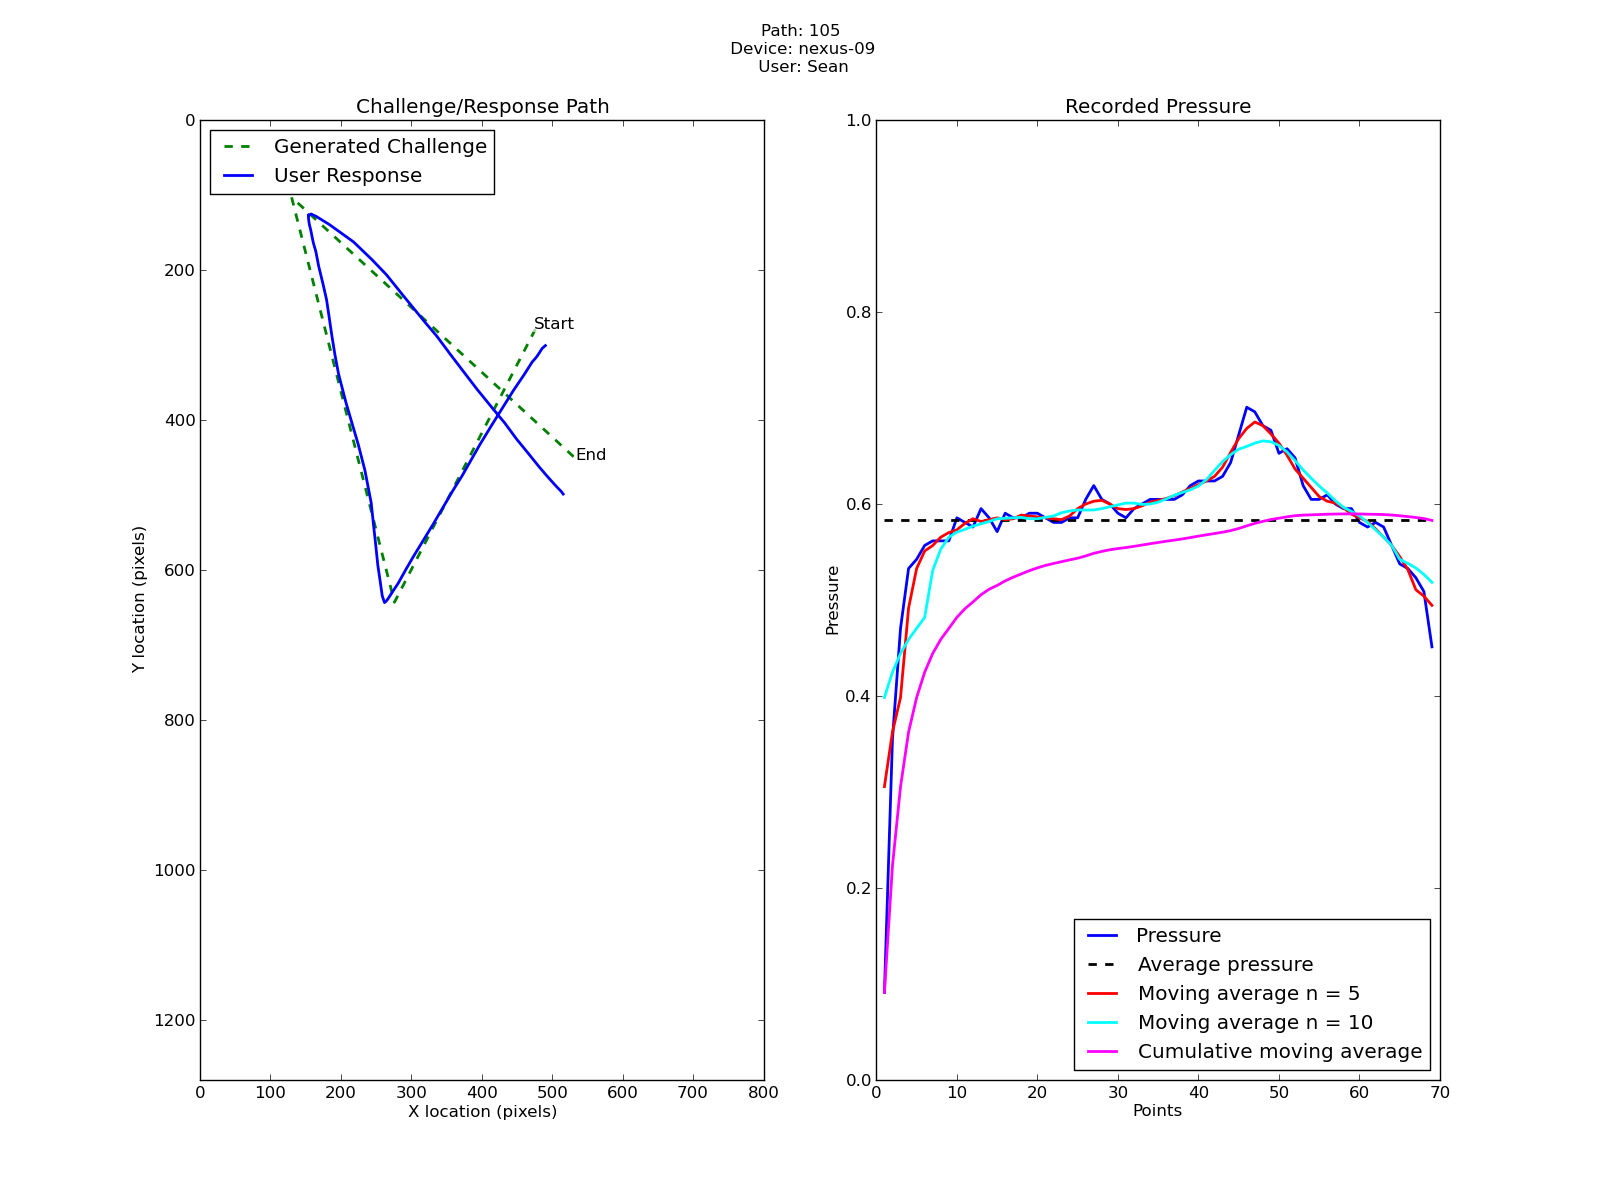 Path: 105
Device: nexus-09
User: Sean
Challenge/Response Path
0
200
400
600
800
1000
1200
Y location (pixels)
Generated Challenge
User Response
Start
End
0 100 200 300 400 500 600 700 800
X location (pixels)
Recorded Pressure
1.0
0.8
0.6
0.4
0.2
0.0
Pressure
Pressure
Average pressure
Moving average n = 5
Moving average n = 10
Cumulative moving average
0 10 20 30 40 50 60 70
Points